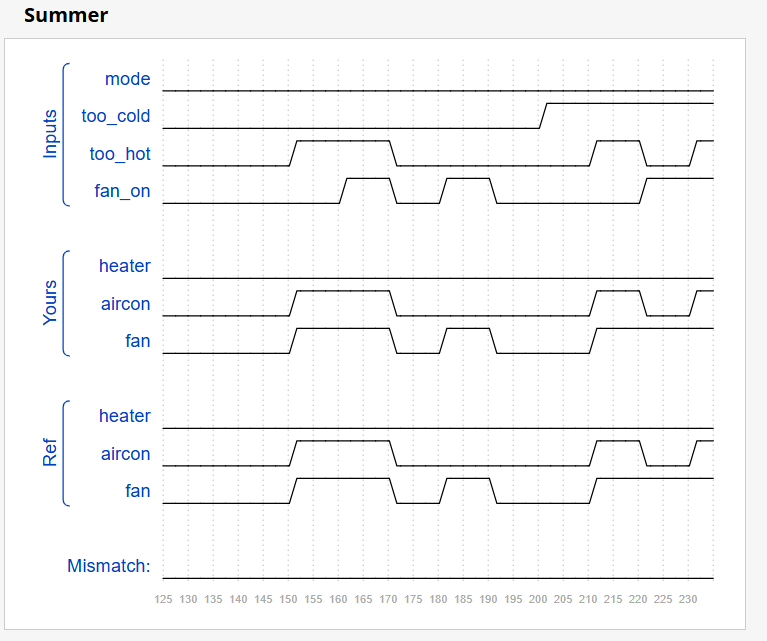 Summer
Inputs
mode
too_cold
too_hot
fan_on
Yours
heater
aircon
fan
Ref
heater
aircon
fan
Mismatch:
125 130 135 140 145 150 155 160 165 170 175 180 185 190 195 200 205 210 215 220 225 230